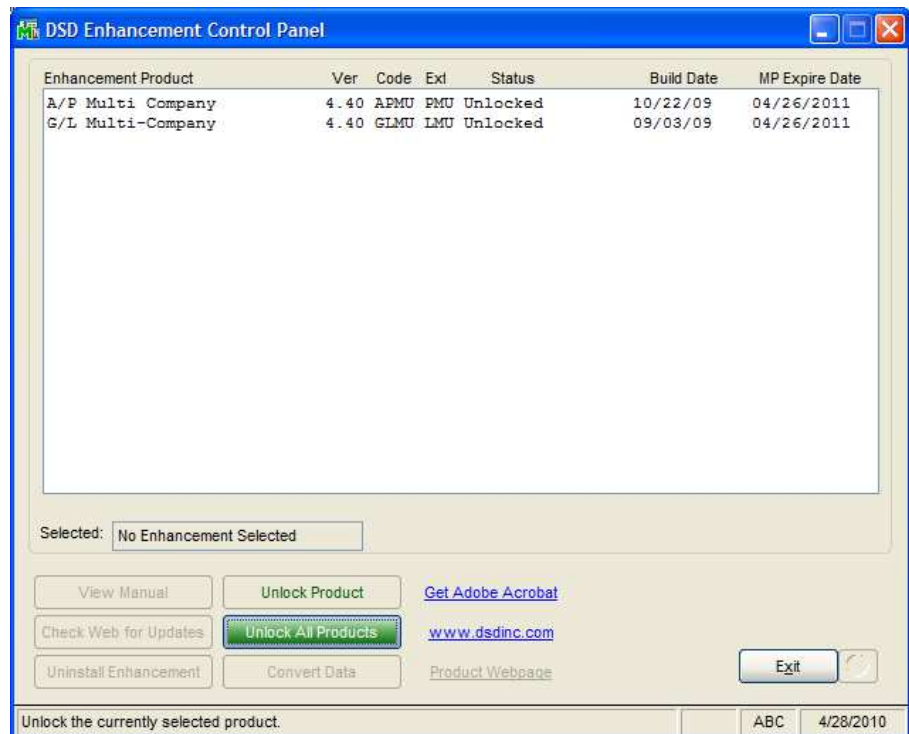 DSD Enhancement Control Panel
Enhancement Product Ver Code Ext Status Build Date MP Expire Date
A/P Multi Company 4.40 APMU PMU Unlocked 10/22/09 04/26/2011
G/L Multi-Company 4.40 GLMU LMU Unlocked 09/03/09 04/26/2011
Selected: No Enhancement Selected
View Manual Unlock Product Get Adobe Acrobat
Check Web for Updates Unlock All Products www.dsdinc.com
Uninstall Enhancement Convert Data Product Webpage Exit
Unlock the currently selected product. ABC 4/28/2010